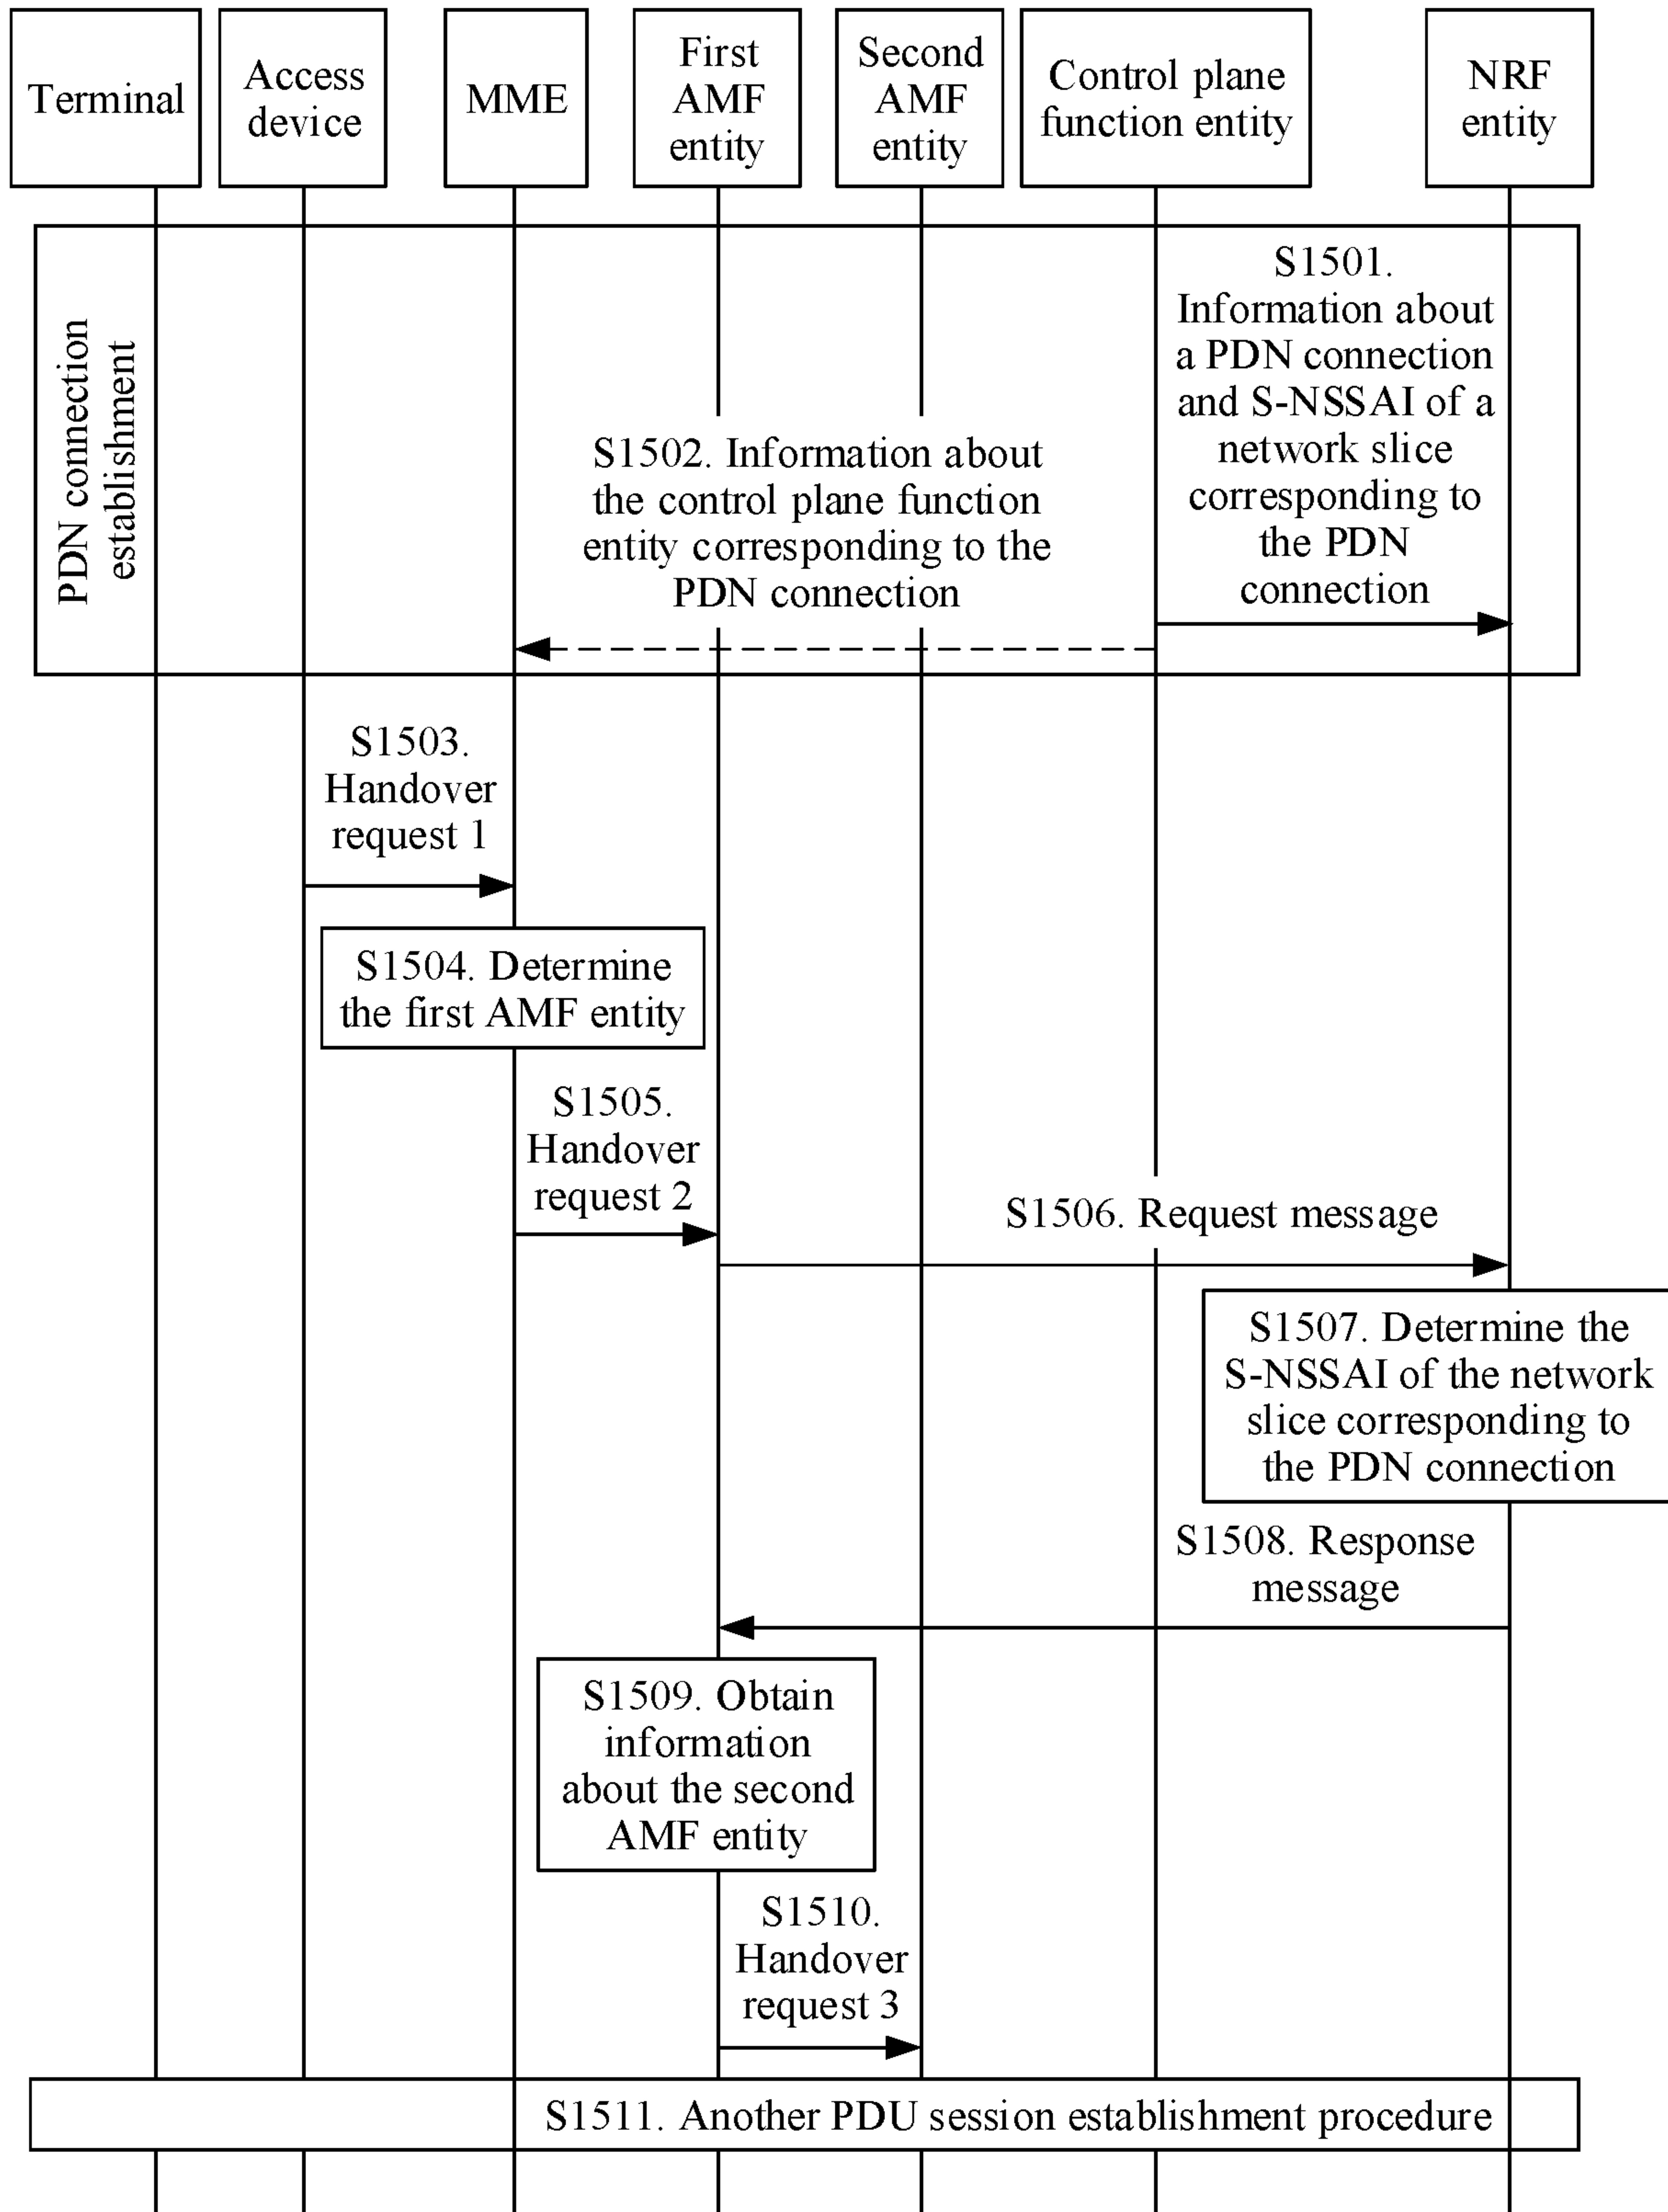 Terminal
Access
device
MME
First
AMF
entity
Second
AMF
entity
Control plane
function entity
NRF
entity
PDN connection
establishment
S1501.
Information about
a PDN connection
and S-NSSAI of a
network slice
corresponding to
the PDN
connection
S1502. Information about
the control plane function
entity corresponding to the
PDN connection
S1503.
Handover
request 1
S1504. Determine
the first AMF entity
S1505.
Handover
request 2
S1506. Request message
S1507. Determine the
S-NSSAI of the network
slice corresponding to
the PDN connection
S1508. Response
message
S1509. Obtain
information
about the second
AMF entity
S1510.
Handover
request 3
S1511. Another PDU session establishment procedure